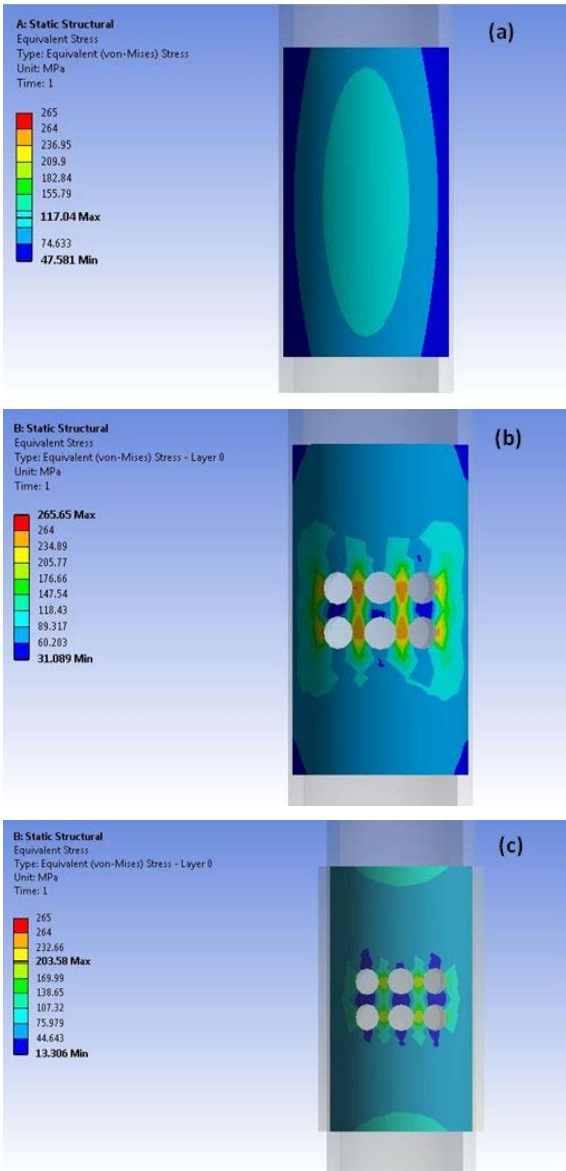 A: Static Structural
Equivalent Stress
Type: Equivalent (von-Mises) Stress
Unit: MPa
Time: 1
(a)
265
264
236.95
209.9
182.84
155.79
117.04 Max
74.633
47.581 Min
B: Static Structural
Equivalent Stress
Type: Equivalent (von-Mises) Stress - Layer 0
Unit: MPa
Time: 1
(b)
265.65 Max
264
234.89
205.77
176.66
147.54
118.43
89.317
60.203
31.089 Min
B: Static Structural
Equivalent Stress
Type: Equivalent (von-Mises) Stress - Layer 0
Unit: MPa
Time: 1
(c)
265
264
232.66
203.58 Max
169.99
138.65
107.32
75.979
44.643
13.306 Min